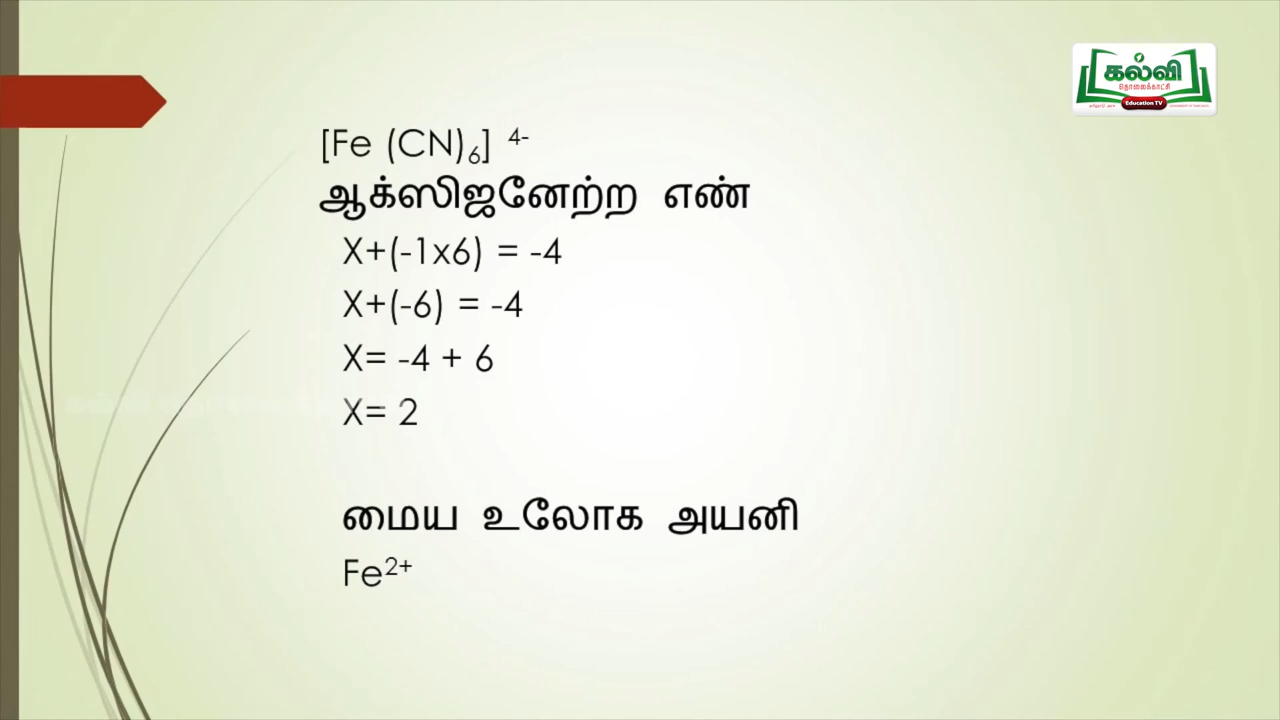 கல்வி
தொலைக்காட்சி
Education TV
[Fe (CN)₆] ⁴⁻
ஆக்ஸிஜனேற்ற எண்
X+(-1x6) = -4
X+(-6) = -4
X= -4 + 6
X= 2
மைய உலோக அயனி
Fe²⁺